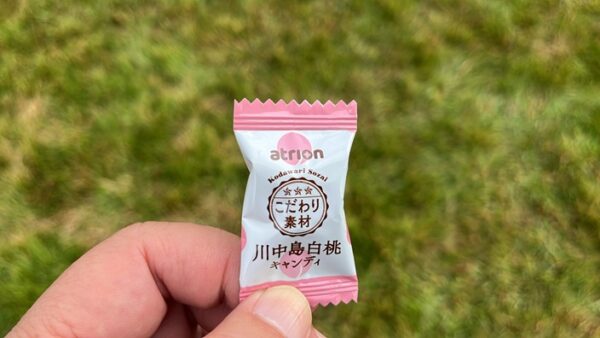 atrion
Kodawari Sozai
こだわり
素材
川中島白桃
キャンディ